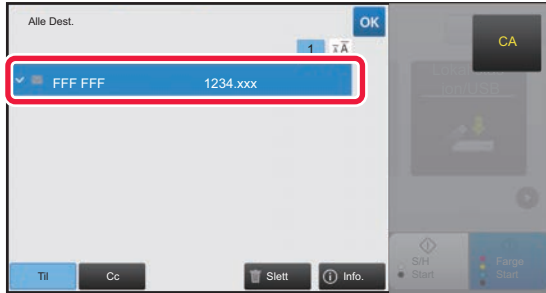 Alle Dest.
OK
1
CA
FFF FFF 1234.xxx
Til
Cc
Slett
Info.
S/H
Start
Farge
Start